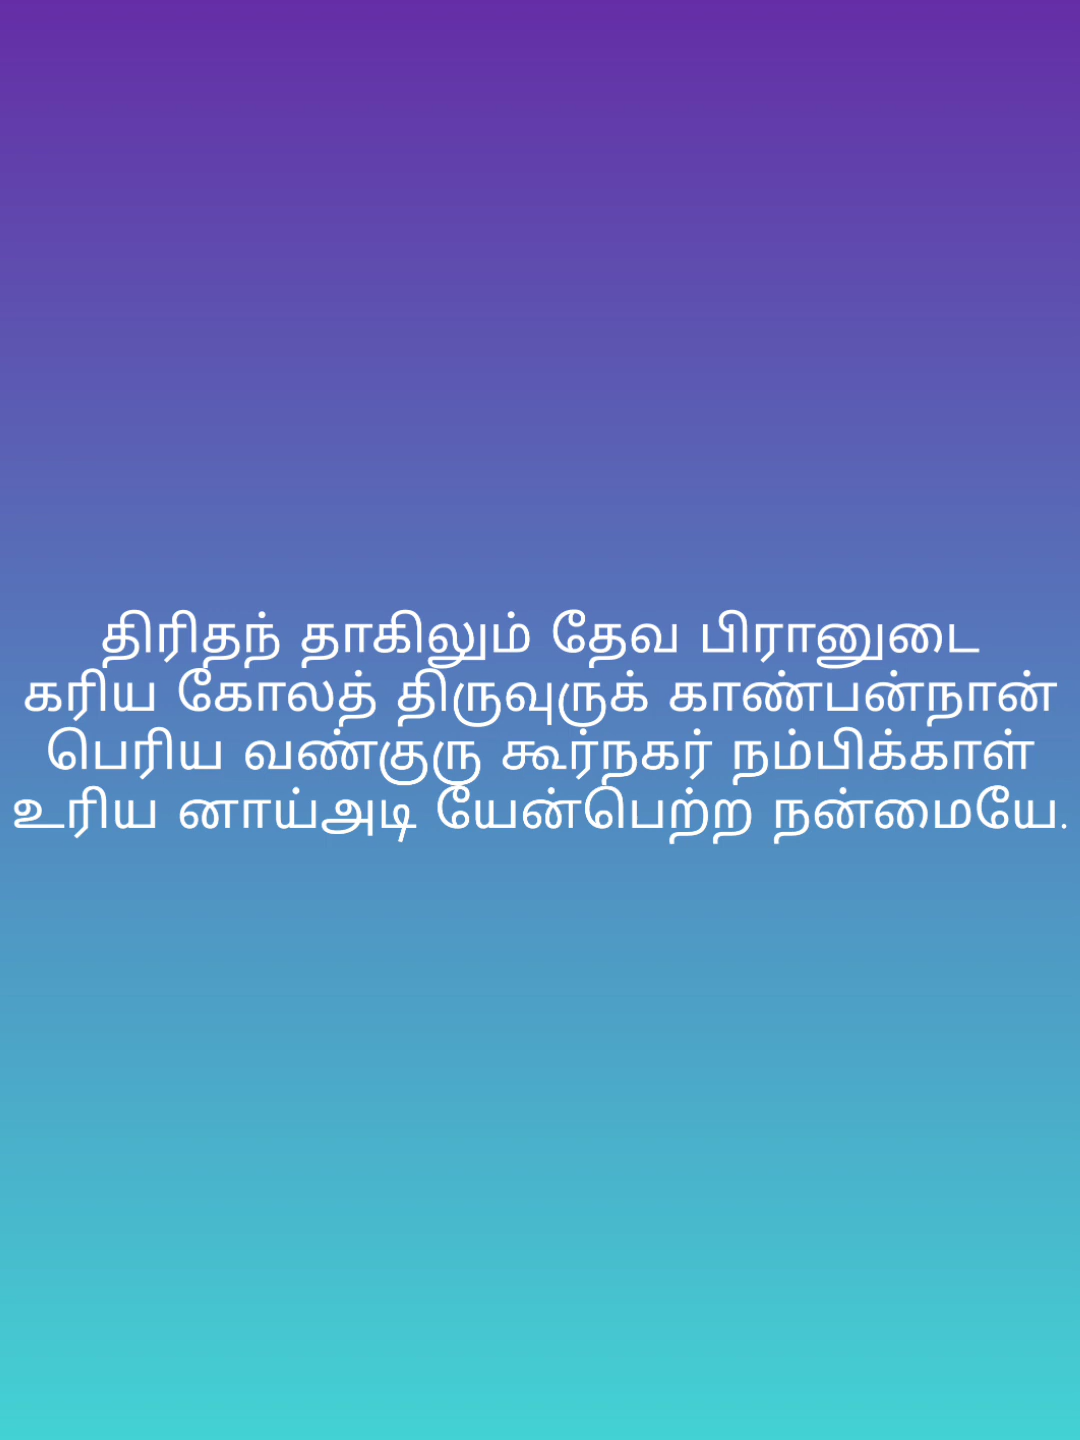 திரிதந் தாகிலும் தேவ பிரானுடை
கரிய கோலத் திருவுருக் காண்பன்நான்
பெரிய வண்குரு கூர்நகர் நம்பிக்காள்
உரிய னாய்அடி யேன்பெற்ற நன்மையே.